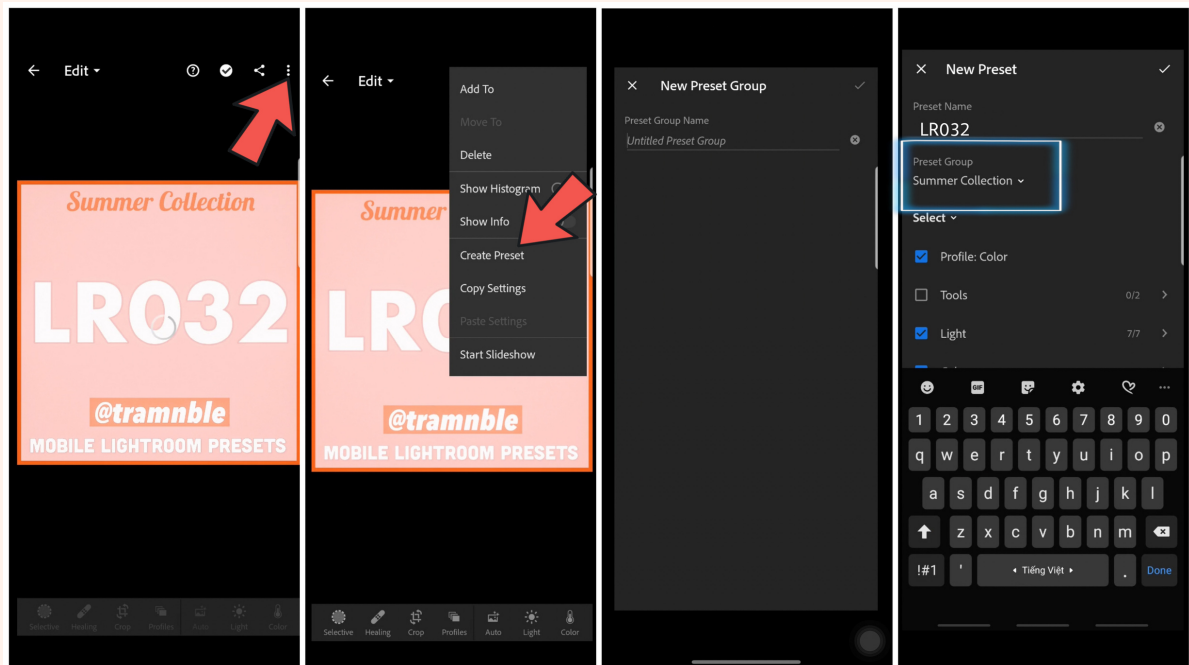 Edit
Summer Collection
LR032
@tramnble
MOBILE LIGHTROOM PRESETS
Selective Healing Crop Profiles Auto Light Color
Edit
Add To
Move To
Delete
Show Histogram
Show Info
Create Preset
Copy Settings
Paste Settings
Start Slideshow
Summer
@tramnble
MOBILE LIGHTROOM PRESETS
Selective Healing Crop Profiles Auto Light Color
New Preset Group
Preset Group Name
Untitled Preset Group
New Preset
Preset Name
LR032
Preset Group
Summer Collection
Select
Profile: Color
Tools 0/2
Light 7/7
GIF
1 2 3 4 5 6 7 8 9 0
q w e r t y u i o p
a s d f g h j k l
z x c v b n m
!#1 ' Tiếng Việt . Done